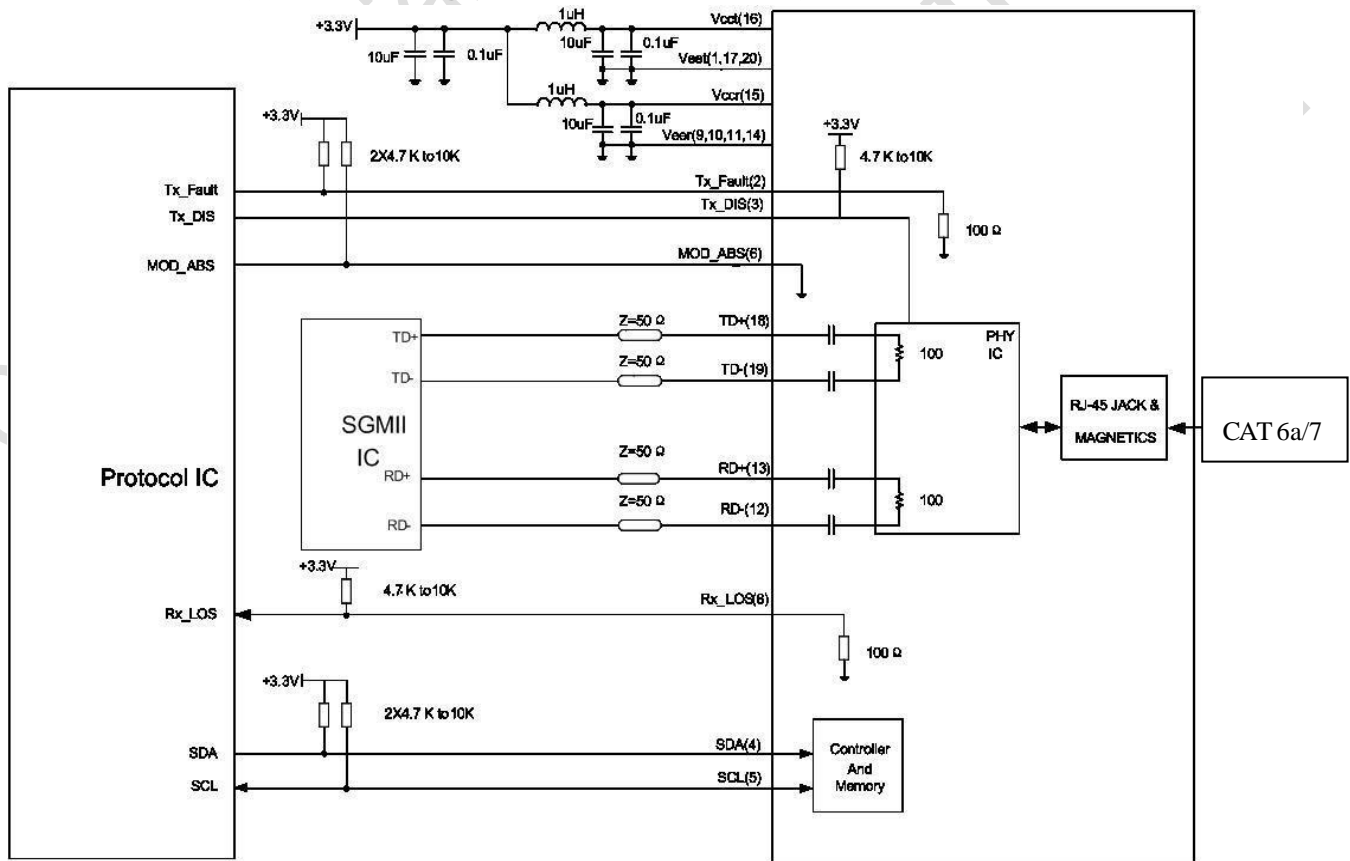 1uH
Vcct(16)
+3.3V
10uF
0.1uF
10uF
0.1uF
Veet(1,17,20)
1uH
Vccr(15)
+3.3V
10uF
0.1uF
Veer(9,10,11,14)
+3.3V
2X4.7 K to10K
4.7 K to10K
Tx_Fault
Tx_Fault(2)
Tx_DIS
Tx_DIS(3)
100 Ω
MOD_ABS
MOD_ABS(6)
Z=50 Ω
TD+(18)
TD+
PHY
IC
100
Z=50 Ω
TD-(19)
TD-
SGMII
IC
RJ-45 JACK &
MAGNETICS
CAT 6a/7
Protocol IC
Z=50 Ω
RD+(13)
RD+
100
Z=50 Ω
RD-(12)
RD-
+3.3V
4.7 K to10K
Rx_LOS
Rx_LOS(8)
100 Ω
+3.3V
2X4.7 K to10K
SDA
SDA(4)
Controller
And
Memory
SCL
SCL(5)